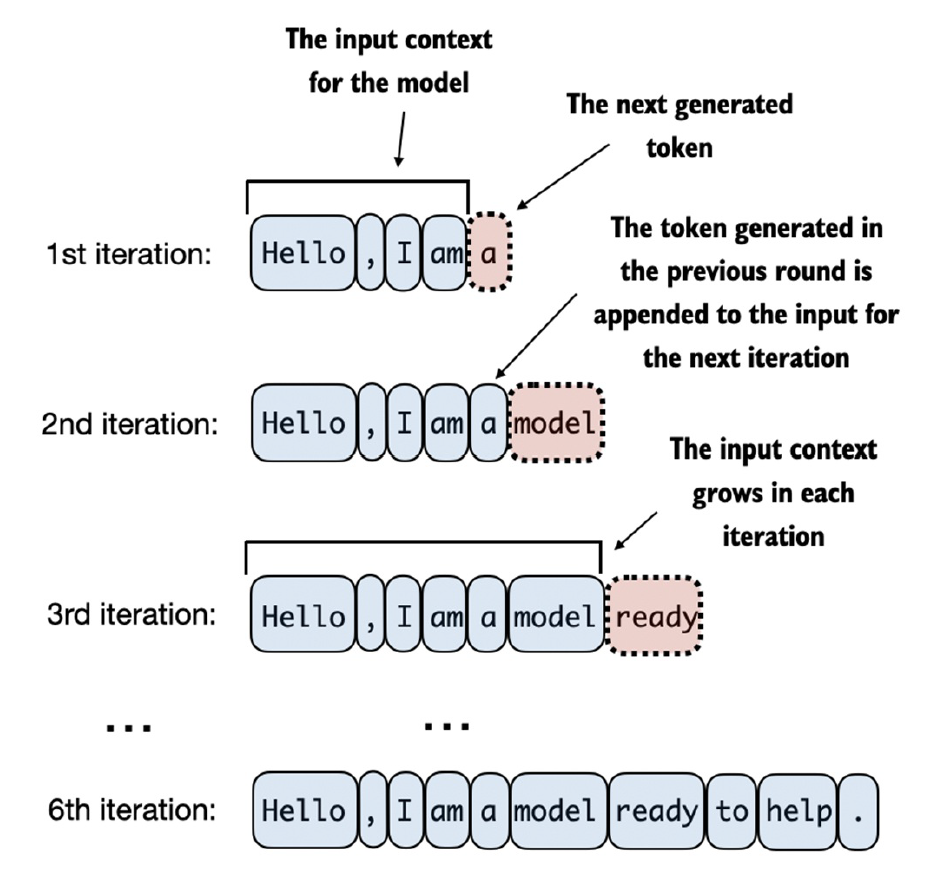 The input context
for the model
The next generated
token
1st iteration: Hello , I am a
The token generated in
the previous round is
appended to the input for
the next iteration
2nd iteration: Hello , I am a model
The input context
grows in each
iteration
3rd iteration: Hello , I am a model ready
... ...
6th iteration: Hello , I am a model ready to help .